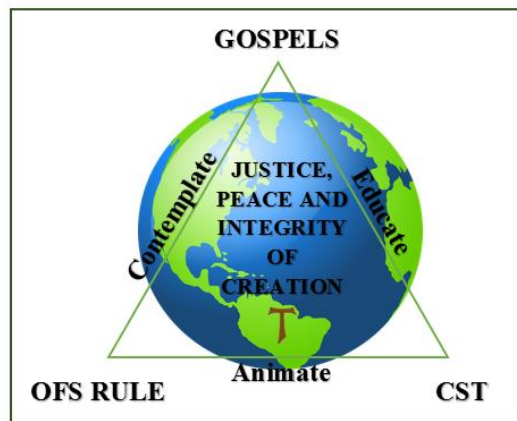 GOSPELS
Contemplate
Educate
JUSTICE,
PEACE AND
INTEGRITY
OF
CREATION
Animate
OFS RULE
CST